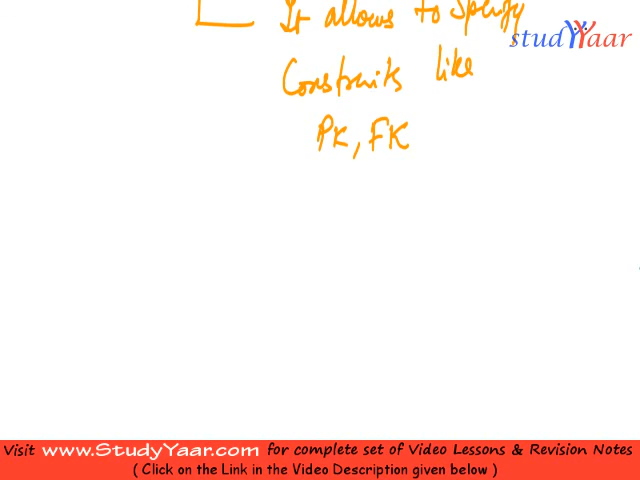 It allows to Specify
studYYaar
Constraints like
PK, FK
Visit www.StudyYaar.com for complete set of Video Lessons & Revision Notes
( Click on the Link in the Video Description given below )